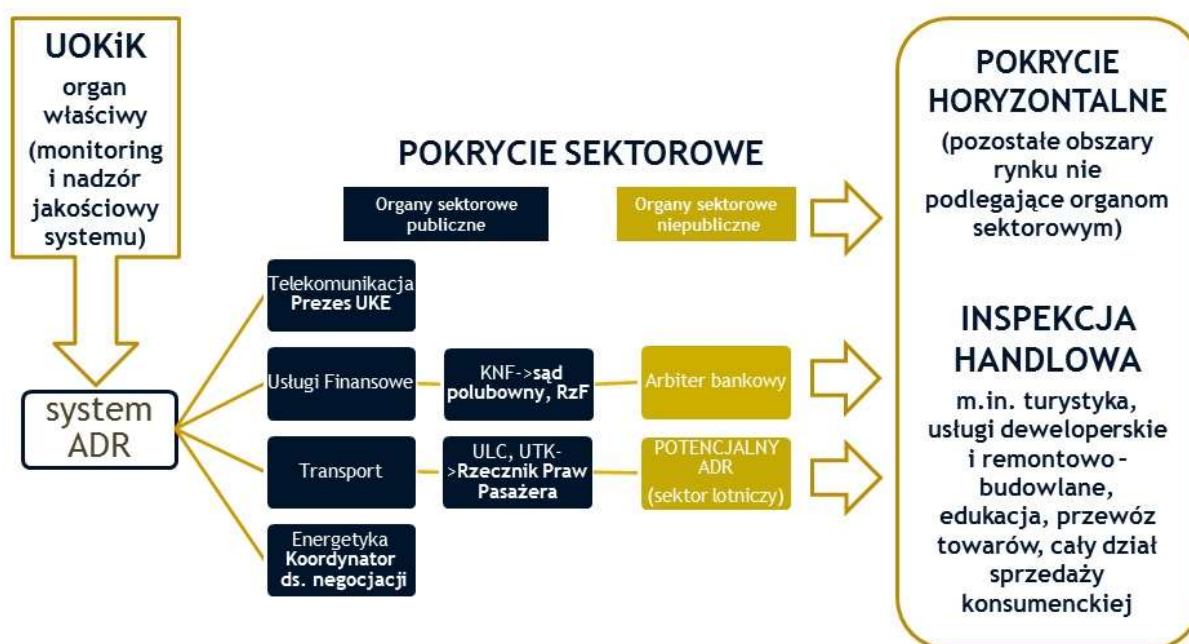 UOKiK
organ
właściwy
(monitoring
i nadzór
jakościowy
systemu)
system
ADR
POKRYCIE SEKTOROWE
Organy sektorowe
publiczne
Organy sektorowe
niepubliczne
Telekomunikacja
Prezes UKE
Usługi Finansowe
KNF->sąd
polubowny, RzF
Arbiter bankowy
Transport
ULC, UTK-
>Rzecznik Praw
Pasażera
POTENCJALNY
ADR
(sektor lotniczy)
Energetyka
Koordynator
ds. negocjacji
POKRYCIE
HORYZONTALNE
(pozostałe obszary
rynku nie
podlegające organom
sektorowym)
INSPEKCJA
HANDLOWA
m.in. turystyka,
usługi deweloperskie
i remontowo-
budowlane,
edukacja, przewóz
towarów, cały dział
sprzedaży
konsumenckiej